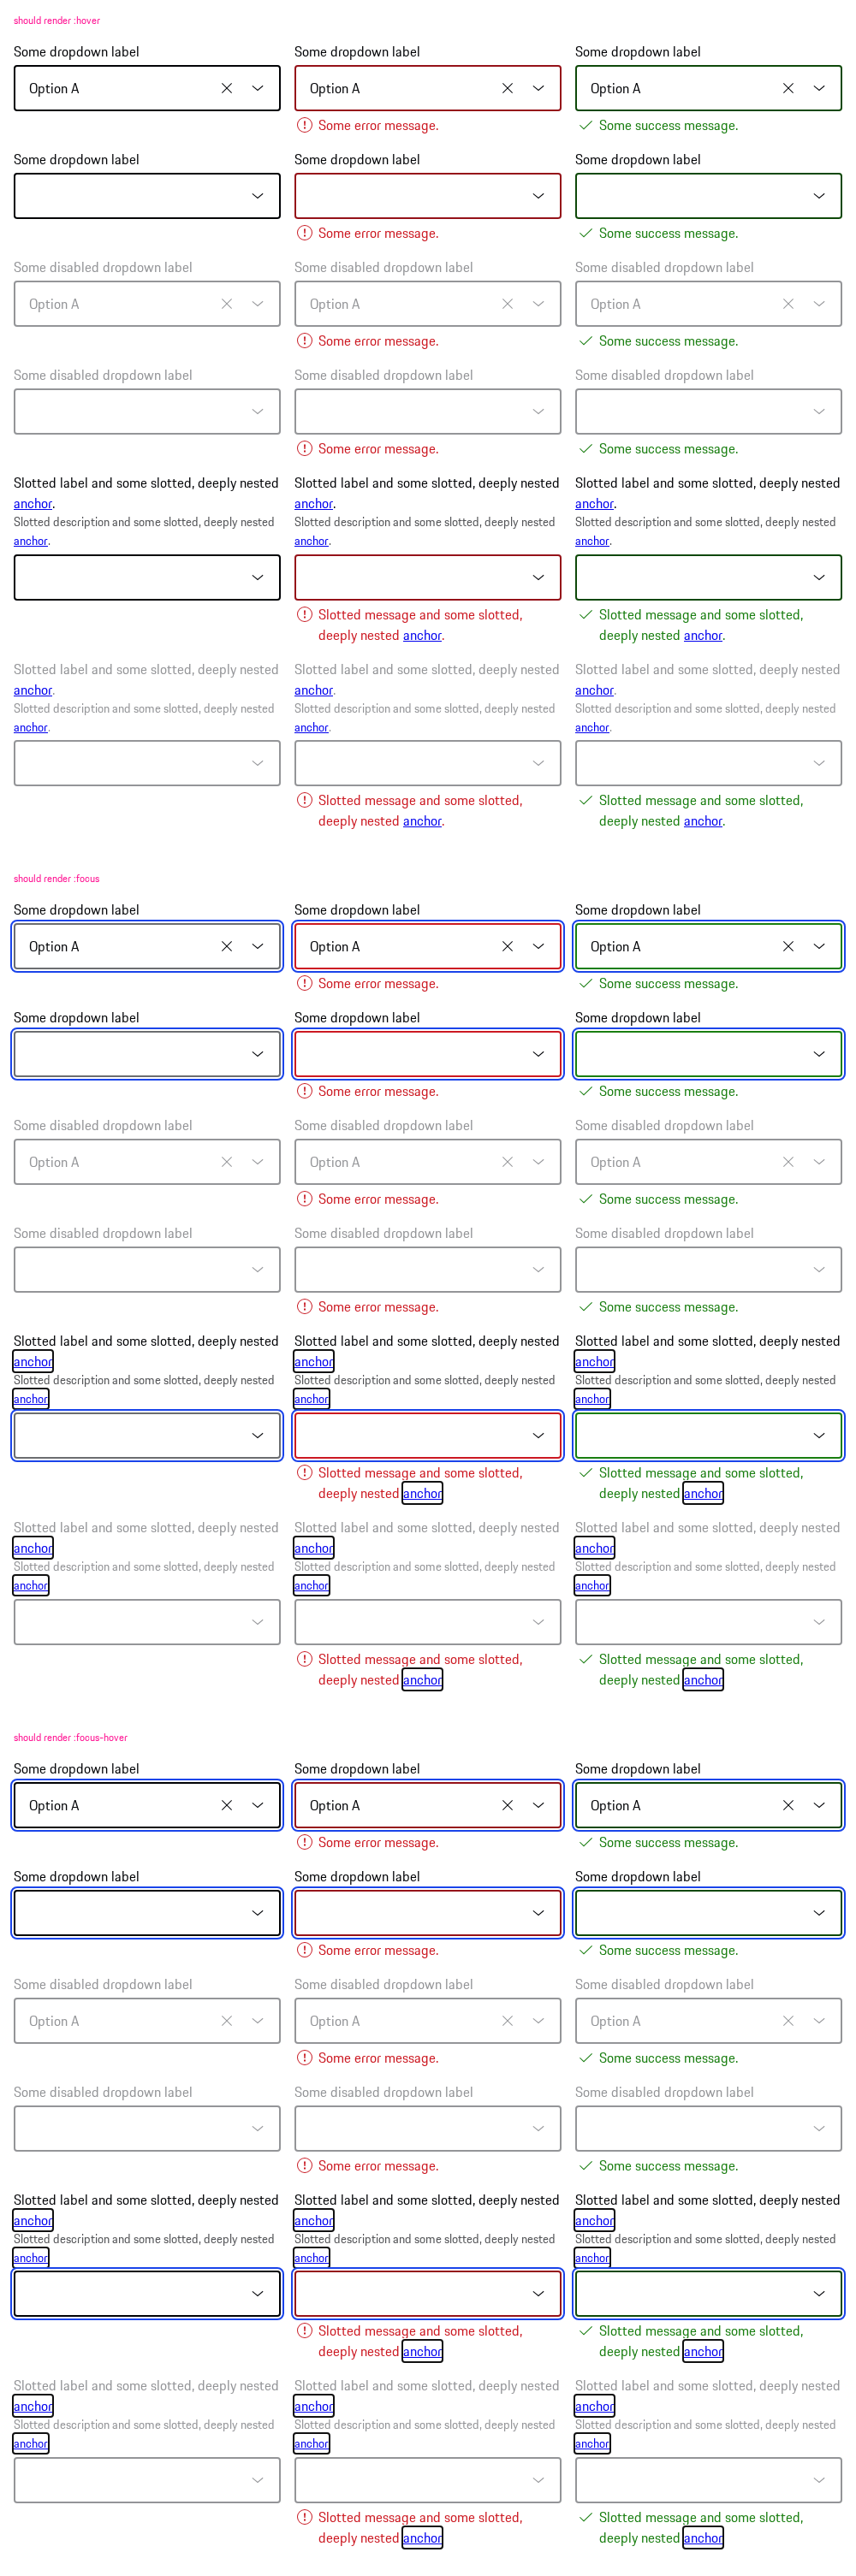 should render :hover
Some dropdown label Some dropdown label Some dropdown label
Option A Option A Option A
Some error message. Some success message.
Some dropdown label Some dropdown label Some dropdown label
Some error message. Some success message.
Some disabled dropdown label Some disabled dropdown label Some disabled dropdown label
Option A Option A Option A
Some error message. Some success message.
Some disabled dropdown label Some disabled dropdown label Some disabled dropdown label
Some error message. Some success message.
Slotted label and some slotted, deeply nested Slotted label and some slotted, deeply nested Slotted label and some slotted, deeply nested
anchor. anchor. anchor.
Slotted description and some slotted, deeply nested Slotted description and some slotted, deeply nested Slotted description and some slotted, deeply nested
anchor. anchor. anchor.
Slotted message and some slotted, Slotted message and some slotted,
deeply nested anchor. deeply nested anchor.
Slotted label and some slotted, deeply nested Slotted label and some slotted, deeply nested Slotted label and some slotted, deeply nested
anchor. anchor. anchor.
Slotted description and some slotted, deeply nested Slotted description and some slotted, deeply nested Slotted description and some slotted, deeply nested
anchor. anchor. anchor.
Slotted message and some slotted, Slotted message and some slotted,
deeply nested anchor. deeply nested anchor.
should render :focus
Some dropdown label Some dropdown label Some dropdown label
Option A Option A Option A
Some error message. Some success message.
Some dropdown label Some dropdown label Some dropdown label
Some error message. Some success message.
Some disabled dropdown label Some disabled dropdown label Some disabled dropdown label
Option A Option A Option A
Some error message. Some success message.
Some disabled dropdown label Some disabled dropdown label Some disabled dropdown label
Some error message. Some success message.
Slotted label and some slotted, deeply nested Slotted label and some slotted, deeply nested Slotted label and some slotted, deeply nested
anchor anchor anchor
Slotted description and some slotted, deeply nested Slotted description and some slotted, deeply nested Slotted description and some slotted, deeply nested
anchor anchor anchor
Slotted message and some slotted, Slotted message and some slotted,
deeply nested anchor deeply nested anchor
Slotted label and some slotted, deeply nested Slotted label and some slotted, deeply nested Slotted label and some slotted, deeply nested
anchor anchor anchor
Slotted description and some slotted, deeply nested Slotted description and some slotted, deeply nested Slotted description and some slotted, deeply nested
anchor anchor anchor
Slotted message and some slotted, Slotted message and some slotted,
deeply nested anchor deeply nested anchor
should render :focus-hover
Some dropdown label Some dropdown label Some dropdown label
Option A Option A Option A
Some error message. Some success message.
Some dropdown label Some dropdown label Some dropdown label
Some error message. Some success message.
Some disabled dropdown label Some disabled dropdown label Some disabled dropdown label
Option A Option A Option A
Some error message. Some success message.
Some disabled dropdown label Some disabled dropdown label Some disabled dropdown label
Some error message. Some success message.
Slotted label and some slotted, deeply nested Slotted label and some slotted, deeply nested Slotted label and some slotted, deeply nested
anchor anchor anchor
Slotted description and some slotted, deeply nested Slotted description and some slotted, deeply nested Slotted description and some slotted, deeply nested
anchor anchor anchor
Slotted message and some slotted, Slotted message and some slotted,
deeply nested anchor deeply nested anchor
Slotted label and some slotted, deeply nested Slotted label and some slotted, deeply nested Slotted label and some slotted, deeply nested
anchor anchor anchor
Slotted description and some slotted, deeply nested Slotted description and some slotted, deeply nested Slotted description and some slotted, deeply nested
anchor anchor anchor
Slotted message and some slotted, Slotted message and some slotted,
deeply nested anchor deeply nested anchor